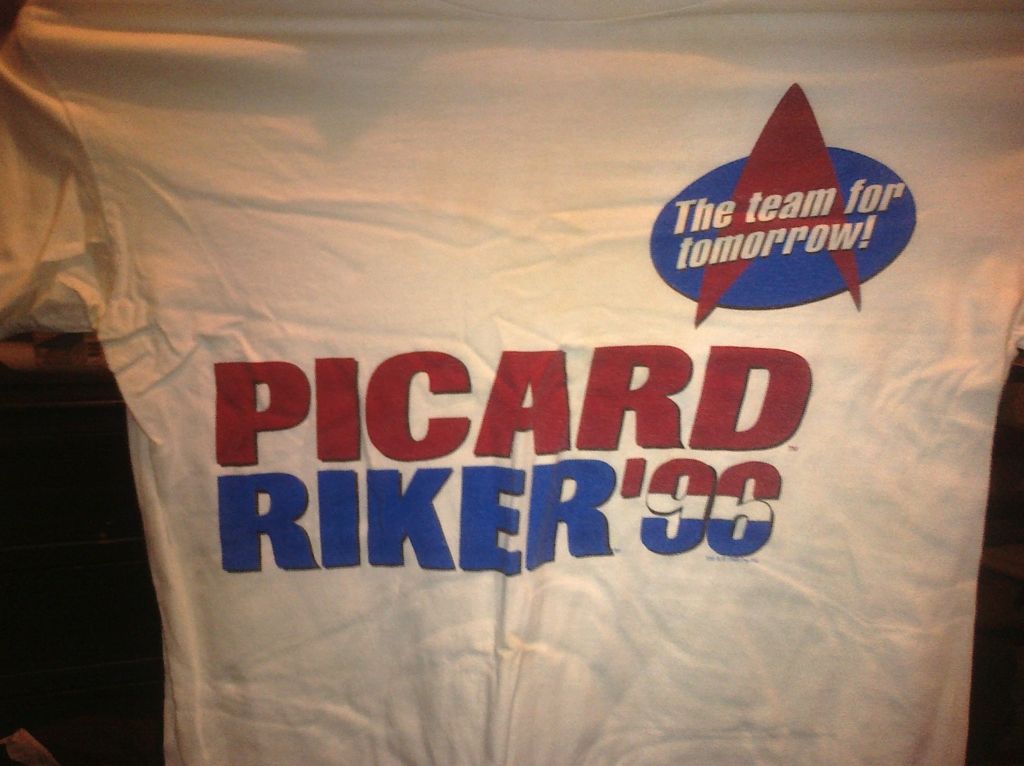 The team for
tomorrow!
PICARD
RIKER '96